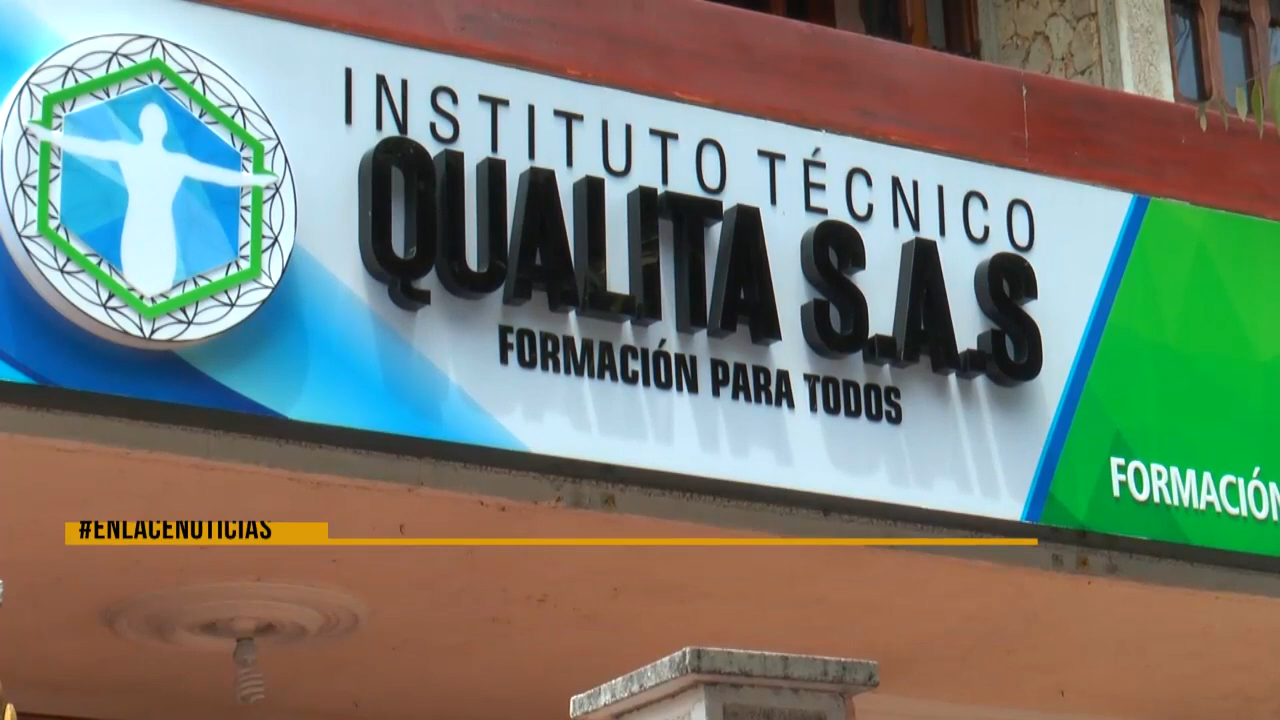 INSTITUTO TÉCNICO
QUALITA S.A.S
FORMACIÓN PARA TODOS
FORMACIÓN
#ENLACENOTICIAS